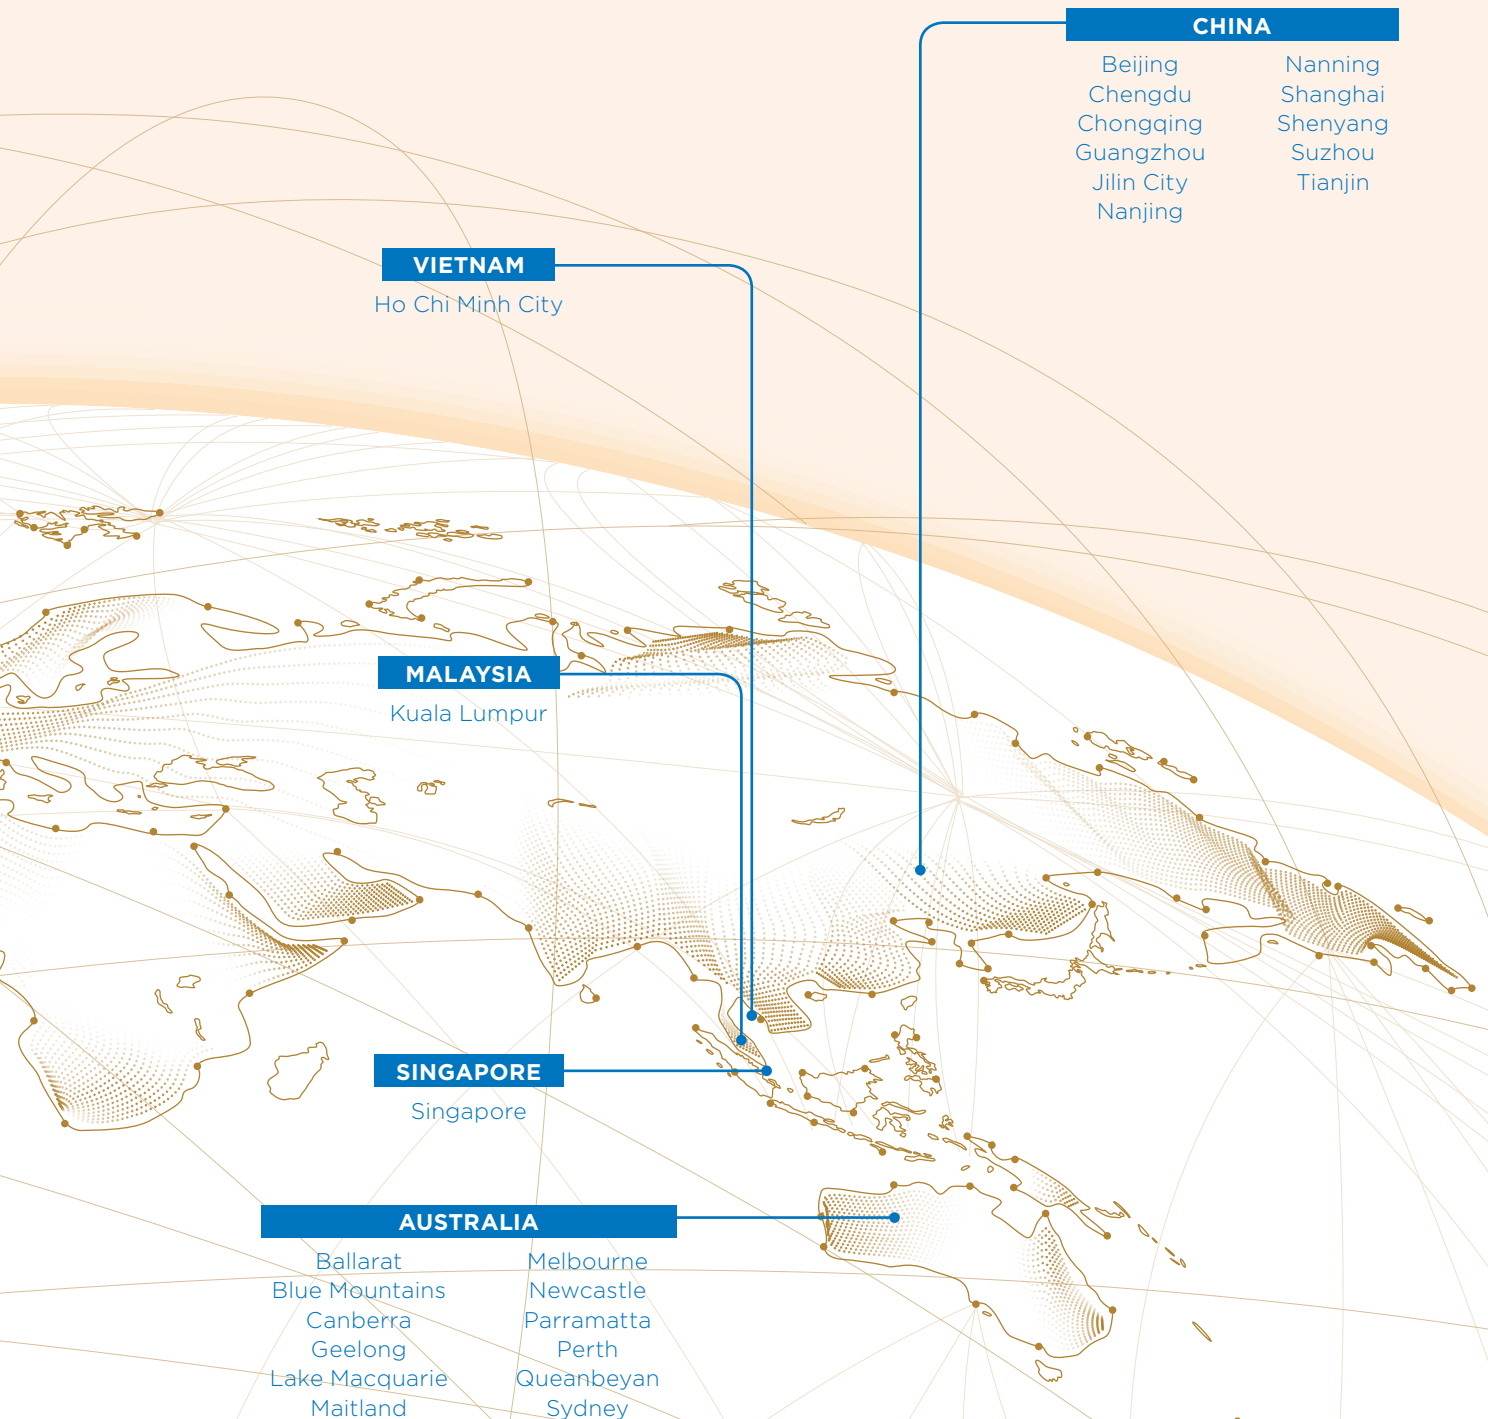 CHINA
Beijing
Chengdu
Chongqing
Guangzhou
Jilin City
Nanjing
Nanning
Shanghai
Shenyang
Suzhou
Tianjin
VIETNAM
Ho Chi Minh City
MALAYSIA
Kuala Lumpur
SINGAPORE
Singapore
AUSTRALIA
Ballarat
Blue Mountains
Canberra
Geelong
Lake Macquarie
Maitland
Melbourne
Newcastle
Parramatta
Perth
Queanbeyan
Sydney